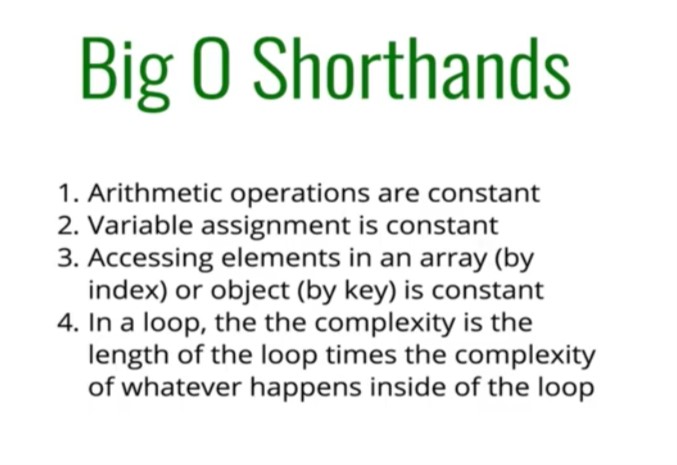 Big O Shorthands
1. Arithmetic operations are constant
2. Variable assignment is constant
3. Accessing elements in an array (by
index) or object (by key) is constant
4. In a loop, the the complexity is the
length of the loop times the complexity
of whatever happens inside of the loop